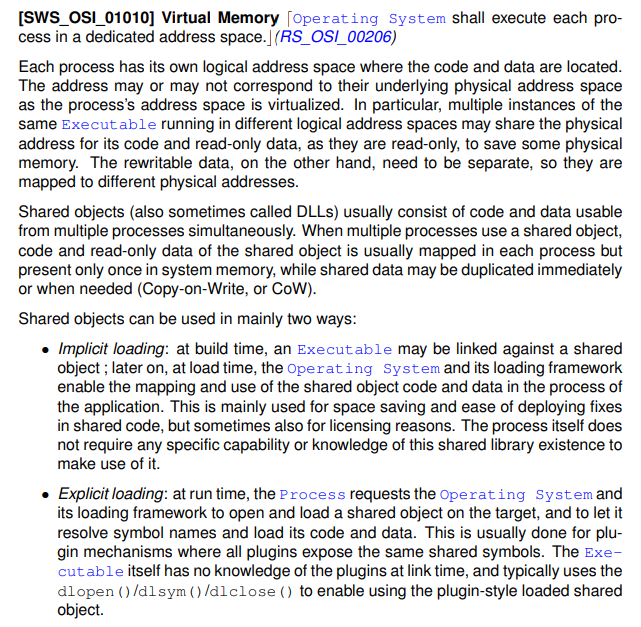 [SWS_OSI_01010] Virtual Memory ⌈Operating System shall execute each pro-
cess in a dedicated address space.⌋(RS_OSI_00206)
Each process has its own logical address space where the code and data are located.
The address may or may not correspond to their underlying physical address space
as the process's address space is virtualized. In particular, multiple instances of the
same Executable running in different logical address spaces may share the physical
address for its code and read-only data, as they are read-only, to save some physical
memory. The rewritable data, on the other hand, need to be separate, so they are
mapped to different physical addresses.
Shared objects (also sometimes called DLLs) usually consist of code and data usable
from multiple processes simultaneously. When multiple processes use a shared object,
code and read-only data of the shared object is usually mapped in each process but
present only once in system memory, while shared data may be duplicated immediately
or when needed (Copy-on-Write, or CoW).
Shared objects can be used in mainly two ways:
• Implicit loading: at build time, an Executable may be linked against a shared
object ; later on, at load time, the Operating System and its loading framework
enable the mapping and use of the shared object code and data in the process of
the application. This is mainly used for space saving and ease of deploying fixes
in shared code, but sometimes also for licensing reasons. The process itself does
not require any specific capability or knowledge of this shared library existence to
make use of it.
• Explicit loading: at run time, the Process requests the Operating System and
its loading framework to open and load a shared object on the target, and to let it
resolve symbol names and load its code and data. This is usually done for plu-
gin mechanisms where all plugins expose the same shared symbols. The Exe-
cutable itself has no knowledge of the plugins at link time, and typically uses the
dlopen()/dlsym()/dlclose() to enable using the plugin-style loaded shared
object.